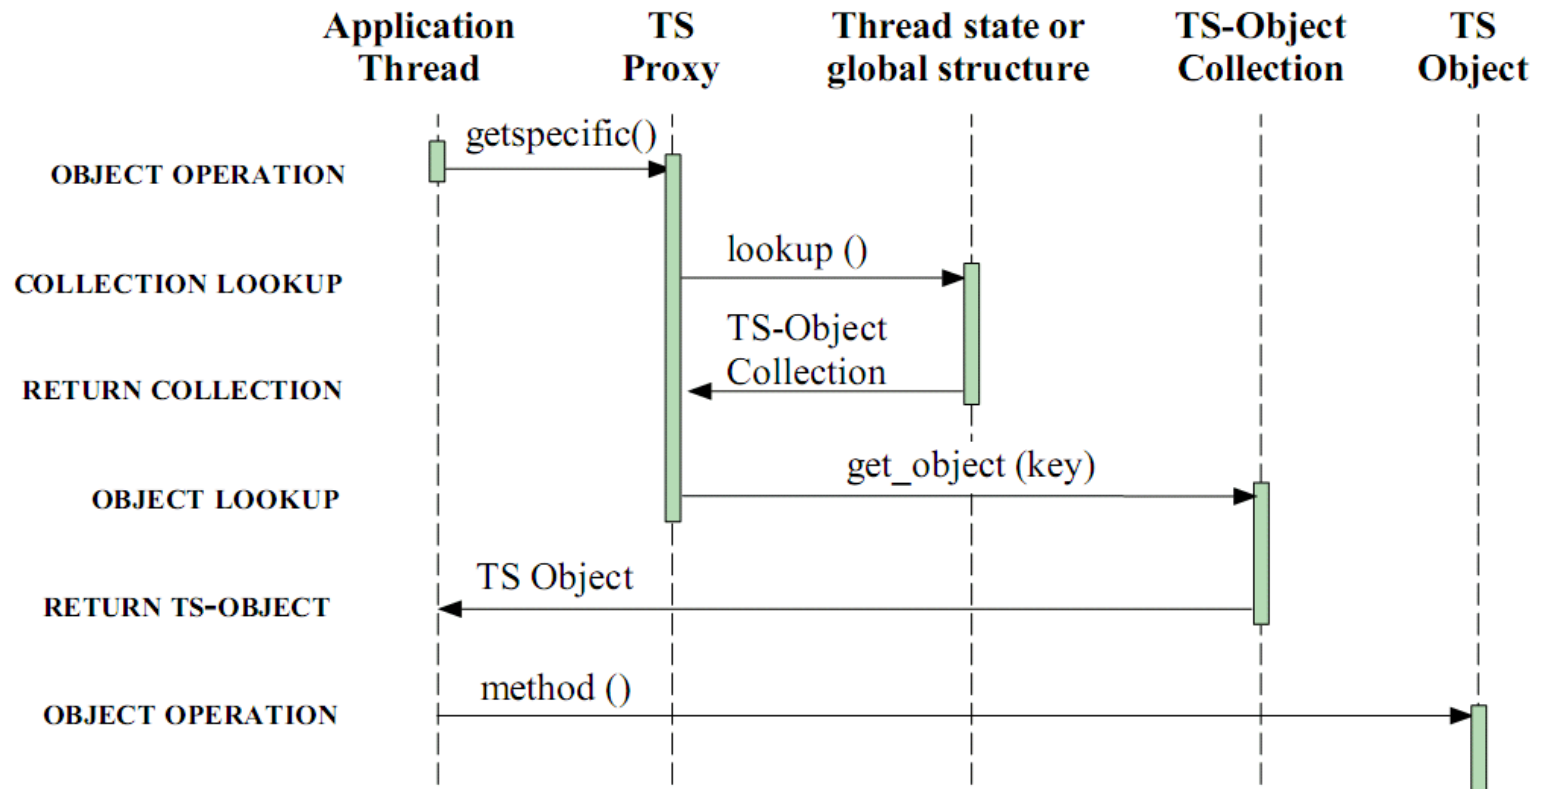 Application Thread
TS Proxy
Thread state or global structure
TS-Object Collection
TS Object
getspecific()
OBJECT OPERATION
lookup ()
COLLECTION LOOKUP
TS-Object
Collection
RETURN COLLECTION
get_object (key)
OBJECT LOOKUP
TS Object
RETURN TS-OBJECT
method ()
OBJECT OPERATION